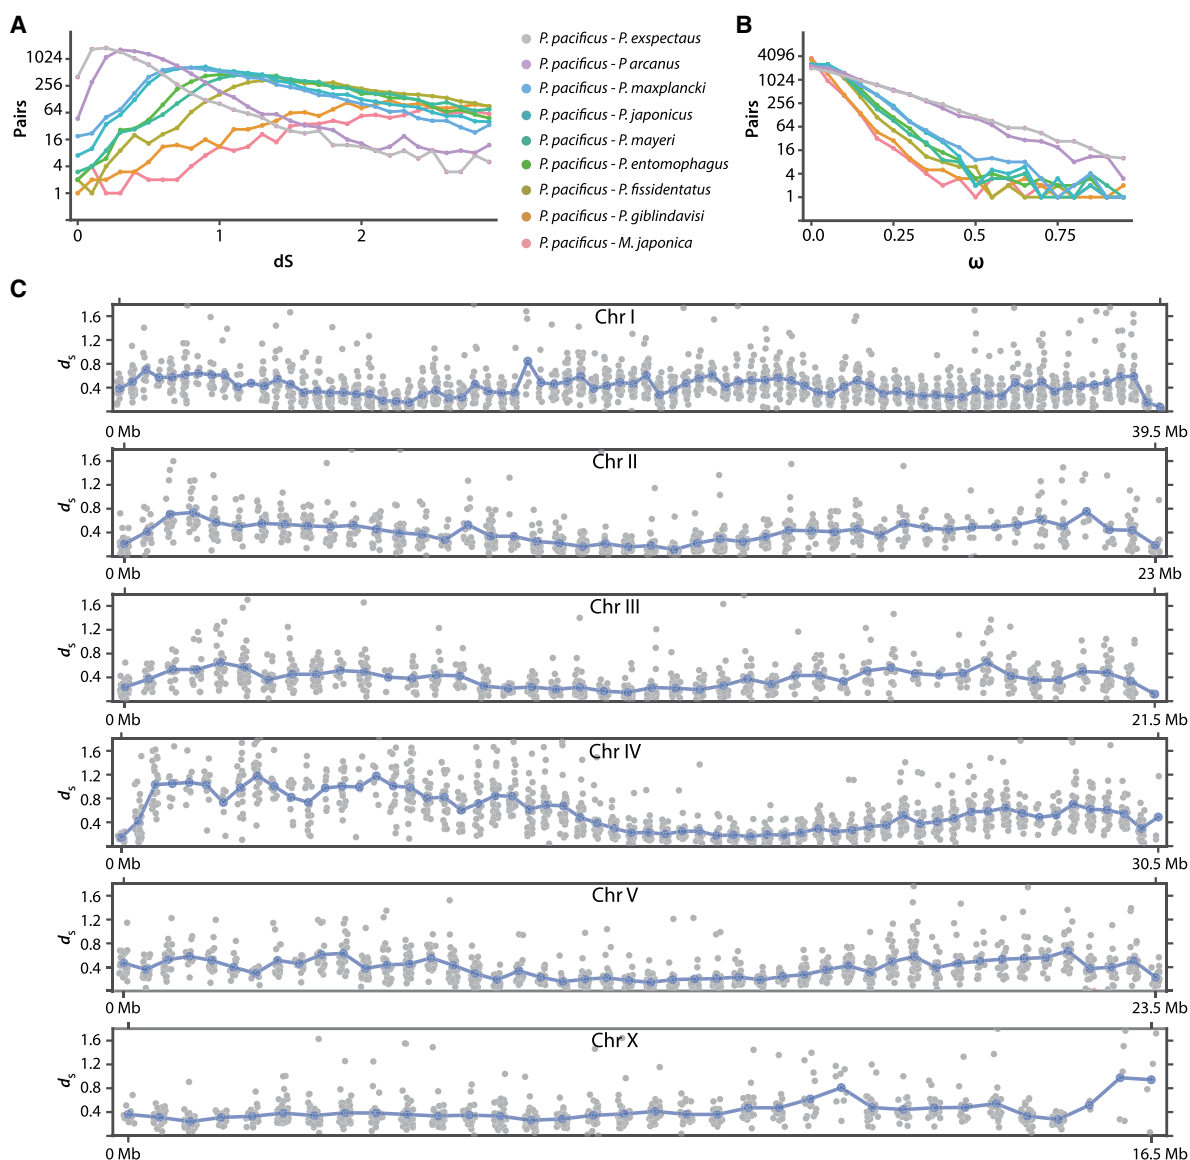 A
Pairs
1024
256
64
16
4
1
0
1
2
dS
P. pacificus - P. exspectaus
P. pacificus - P arcanus
P. pacificus - P. maxplancki
P. pacificus - P. japonicus
P. pacificus - P. mayeri
P. pacificus - P. entomophagus
P. pacificus - P. fissidentatus
P. pacificus - P. giblindavisi
P. pacificus - M. japonica
B
Pairs
4096
1024
256
64
16
4
1
0.0
0.25
0.5
0.75
ω
C
Chr I
ds
1.6
1.2
0.8
0.4
0 Mb
39.5 Mb
Chr II
ds
1.6
1.2
0.8
0.4
0 Mb
23 Mb
Chr III
ds
1.6
1.2
0.8
0.4
0 Mb
21.5 Mb
Chr IV
ds
1.6
1.2
0.8
0.4
0 Mb
30.5 Mb
Chr V
ds
1.6
1.2
0.8
0.4
0 Mb
23.5 Mb
Chr X
ds
1.6
1.2
0.8
0.4
0 Mb
16.5 Mb